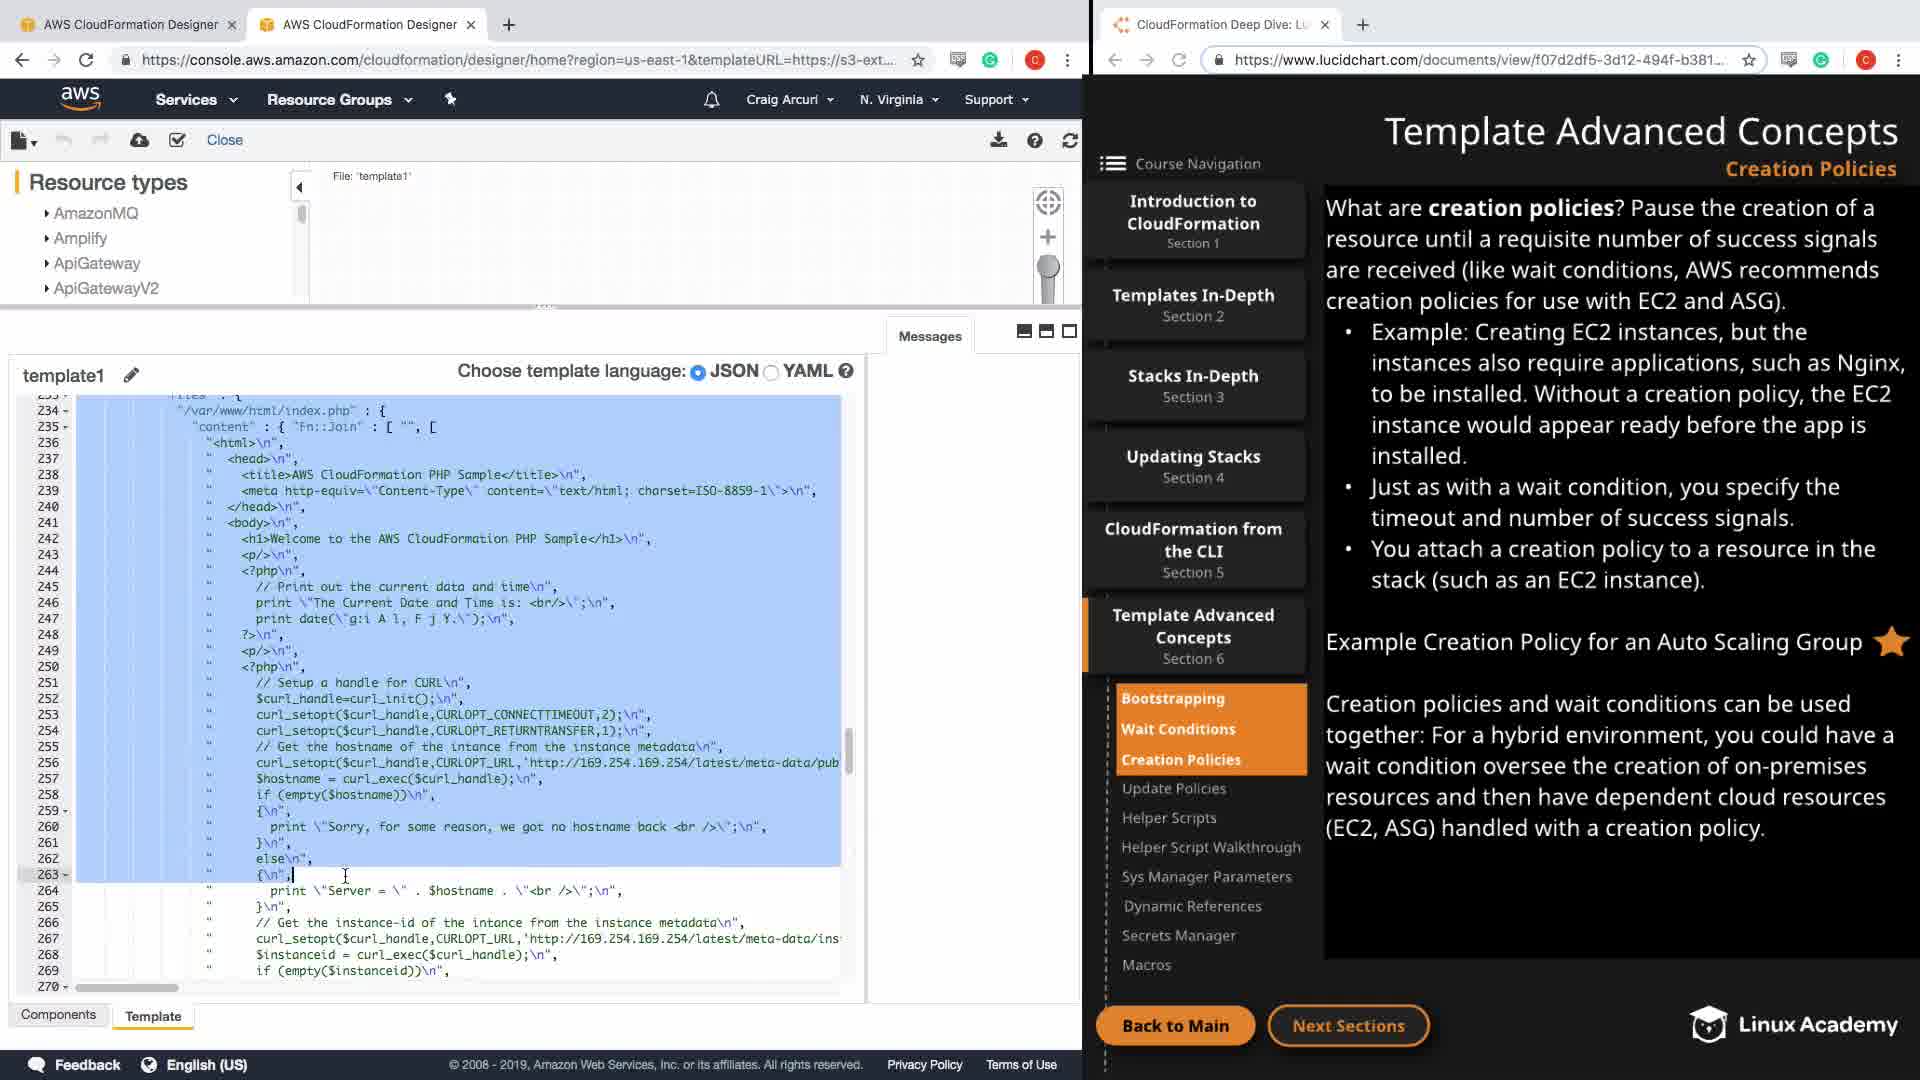 AWS CloudFormation Designer
AWS CloudFormation Designer
https://console.aws.amazon.com/cloudformation/designer/home?region=us-east-1&templateURL=https://s3-ext...
aws
Services
Resource Groups
Craig Arcuri
N. Virginia
Support
Close
Resource types
AmazonMQ
Amplify
ApiGateway
ApiGatewayV2
File: 'template1'
Messages
template1
Choose template language: JSON YAML
234 "/var/www/html/index.php" : {
235 "content" : { "Fn::Join" : [ "", [
236 "<html>\n",
237 " <head>\n",
238 " <title>AWS CloudFormation PHP Sample</title>\n",
239 " <meta http-equiv=\"Content-Type\" content=\"text/html; charset=ISO-8859-1\">\n",
240 " </head>\n",
241 " <body>\n",
242 " <h1>Welcome to the AWS CloudFormation PHP Sample</h1>\n",
243 " <p/>\n",
244 " <?php\n",
245 " // Print out the current data and time\n",
246 " print \"The Current Date and Time is: <br/>\";\n",
247 " print date(\"g:i A l, F j Y.\");\n",
248 " ?>\n",
249 " <p/>\n",
250 " <?php\n",
251 " // Setup a handle for CURL\n",
252 " $curl_handle=curl_init();\n",
253 " curl_setopt($curl_handle,CURLOPT_CONNECTTIMEOUT,2);\n",
254 " curl_setopt($curl_handle,CURLOPT_RETURNTRANSFER,1);\n",
255 " // Get the hostname of the intance from the instance metadata\n",
256 " curl_setopt($curl_handle,CURLOPT_URL,'http://169.254.169.254/latest/meta-data/pub
257 " $hostname = curl_exec($curl_handle);\n",
258 " if (empty($hostname))\n",
259 " {\n",
260 " print \"Sorry, for some reason, we got no hostname back <br />\";\n",
261 " }\n",
262 " else\n",
263 " {\n",
264 " print \"Server = \" . $hostname . \"<br />\";\n",
265 " }\n",
266 " // Get the instance-id of the intance from the instance metadata\n",
267 " curl_setopt($curl_handle,CURLOPT_URL,'http://169.254.169.254/latest/meta-data/ins
268 " $instanceid = curl_exec($curl_handle);\n",
269 " if (empty($instanceid))\n",
270
Components
Template
Feedback
English (US)
© 2008 - 2019, Amazon Web Services, Inc. or its affiliates. All rights reserved.
Privacy Policy
Terms of Use
CloudFormation Deep Dive: Lu
https://www.lucidchart.com/documents/view/f07d2df5-3d12-494f-b381...
Template Advanced Concepts
Creation Policies
Course Navigation
Introduction to
CloudFormation
Section 1
Templates In-Depth
Section 2
Stacks In-Depth
Section 3
Updating Stacks
Section 4
CloudFormation from
the CLI
Section 5
Template Advanced
Concepts
Section 6
Bootstrapping
Wait Conditions
Creation Policies
Update Policies
Helper Scripts
Helper Script Walkthrough
Sys Manager Parameters
Dynamic References
Secrets Manager
Macros
What are creation policies? Pause the creation of a
resource until a requisite number of success signals
are received (like wait conditions, AWS recommends
creation policies for use with EC2 and ASG).
• Example: Creating EC2 instances, but the
instances also require applications, such as Nginx,
to be installed. Without a creation policy, the EC2
instance would appear ready before the app is
installed.
• Just as with a wait condition, you specify the
timeout and number of success signals.
• You attach a creation policy to a resource in the
stack (such as an EC2 instance).
Example Creation Policy for an Auto Scaling Group
Creation policies and wait conditions can be used
together: For a hybrid environment, you could have a
wait condition oversee the creation of on-premises
resources and then have dependent cloud resources
(EC2, ASG) handled with a creation policy.
Back to Main
Next Sections
Linux Academy